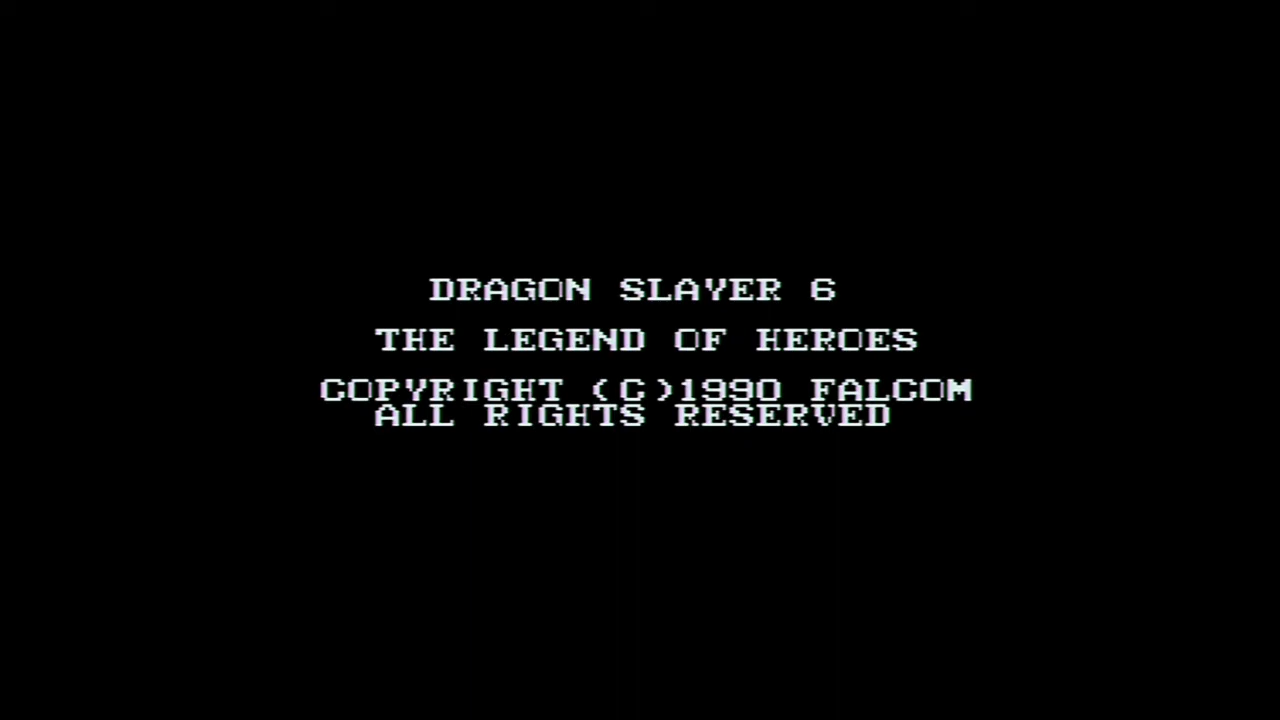 DRAGON SLAYER 6
THE LEGEND OF HEROES
COPYRIGHT (C)1990 FALCOM
ALL RIGHTS RESERVED